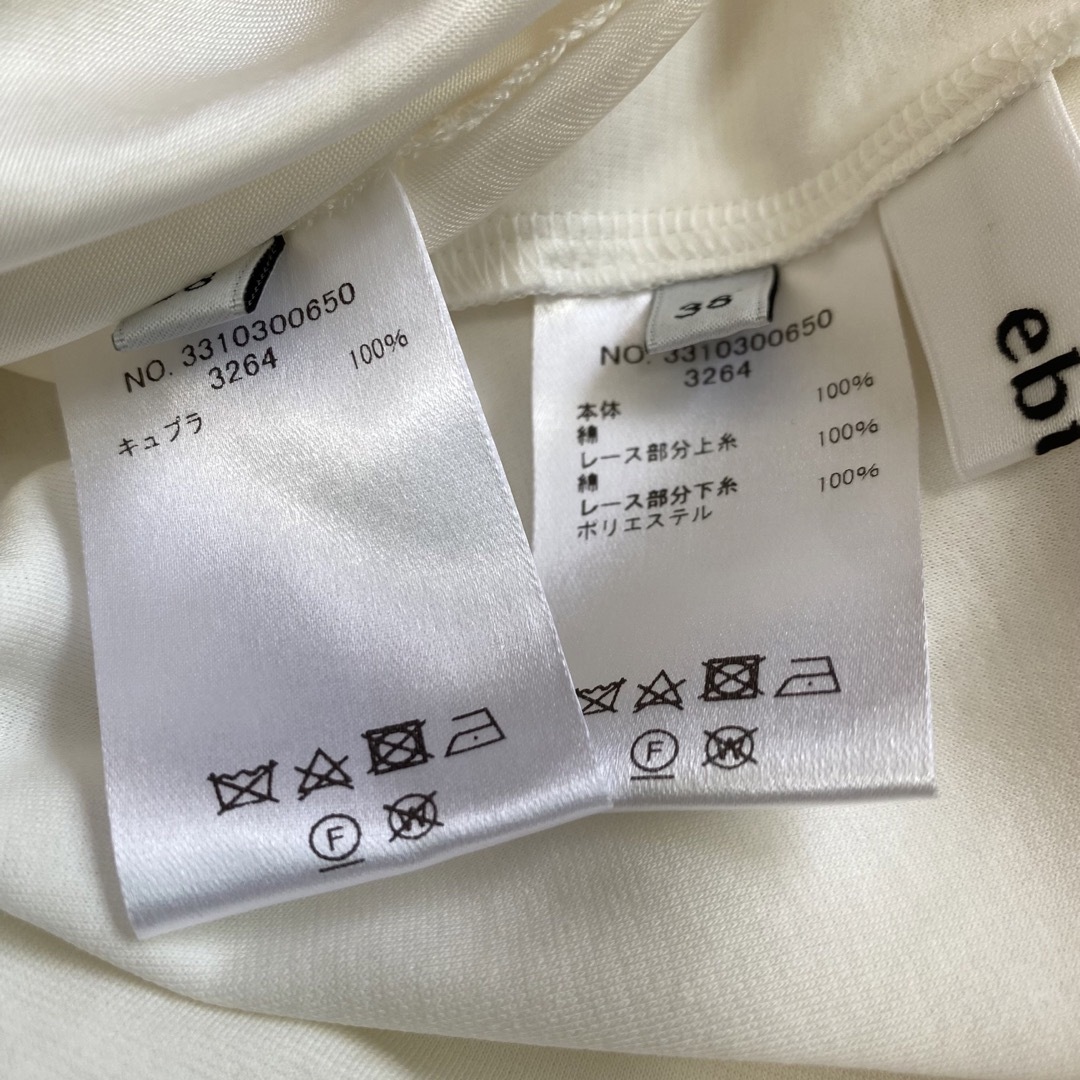 NO. 3310300650
3264
100%
キュプラ
F
W
38
NO. 3310300650
3264
本体
綿 100%
レース部分上糸
綿 100%
レース部分下糸
ポリエステル 100%
F
W